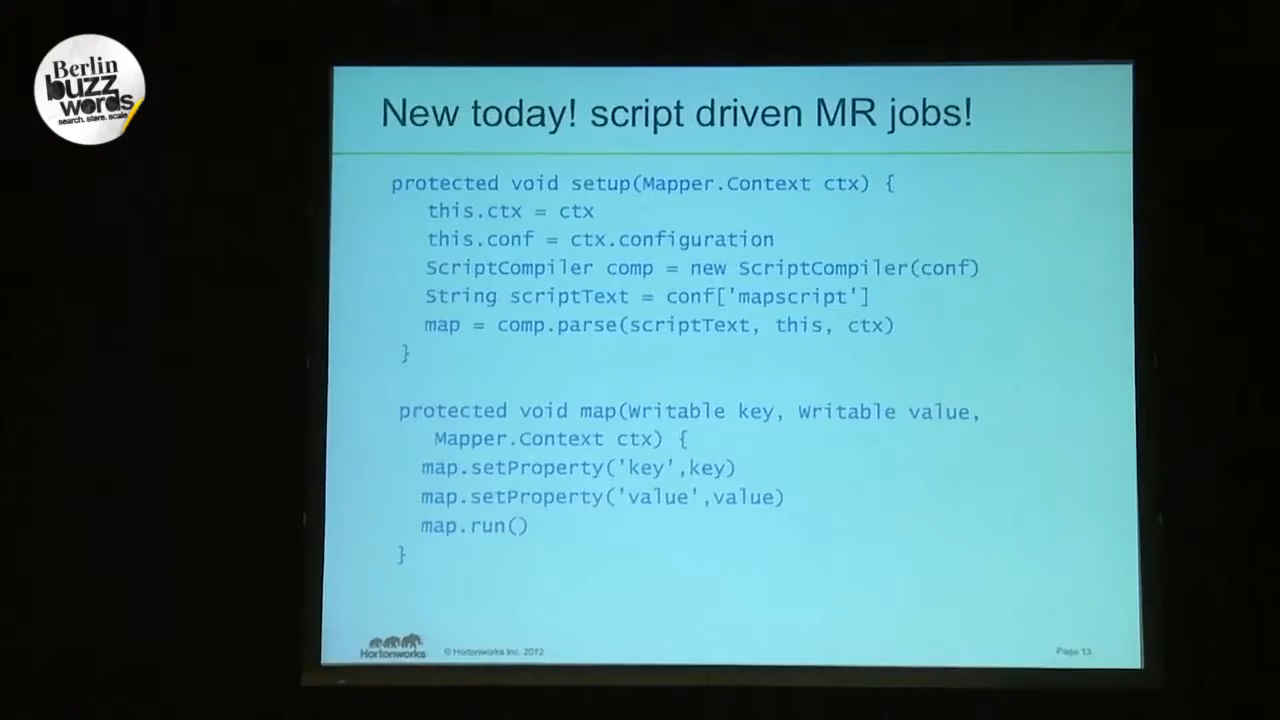 Berlin
buzz
words
search. store. scale
New today! script driven MR jobs!
protected void setup(Mapper.Context ctx) {
this.ctx = ctx
this.conf = ctx.configuration
ScriptCompiler comp = new ScriptCompiler(conf)
String scriptText = conf['mapscript']
map = comp.parse(scriptText, this, ctx)
}
protected void map(Writable key, Writable value,
Mapper.Context ctx) {
map.setProperty('key',key)
map.setProperty('value',value)
map.run()
}
Hortonworks
© Hortonworks Inc. 2012
Page 13